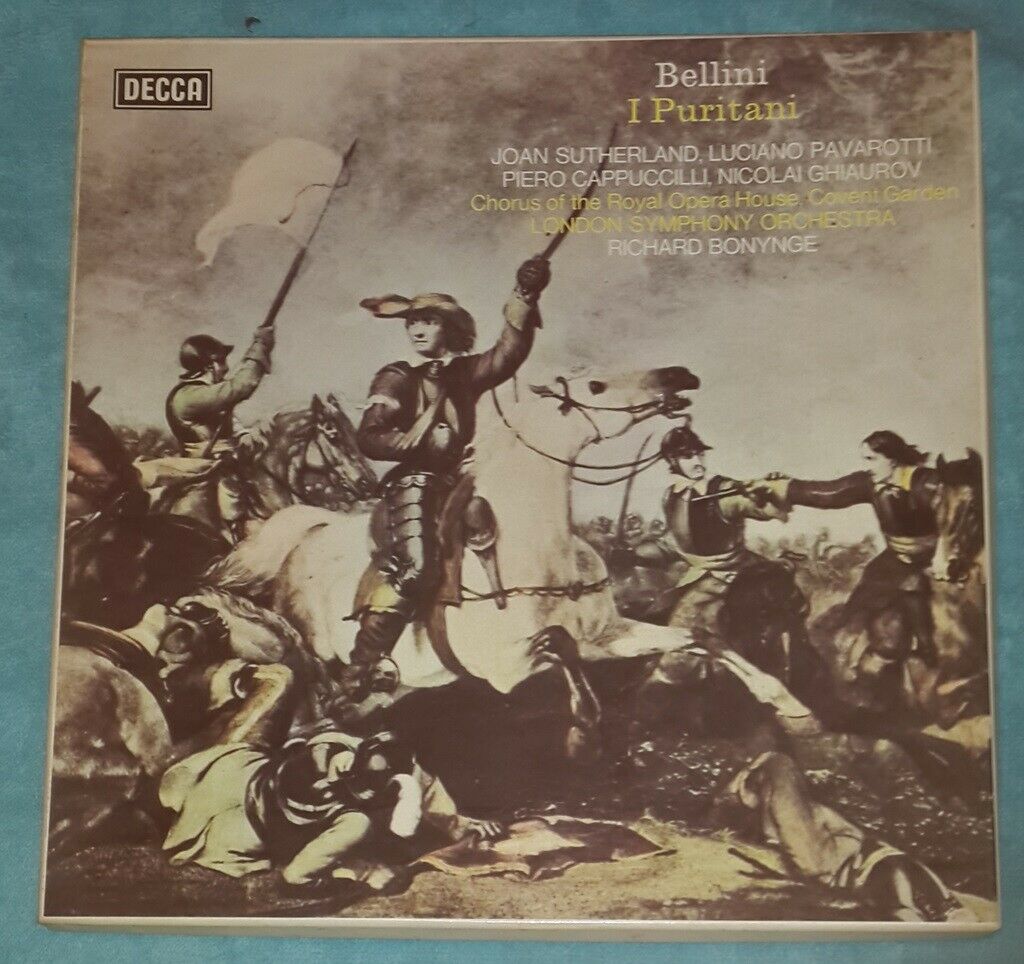 DECCA
Bellini
I Puritani
JOAN SUTHERLAND, LUCIANO PAVAROTTI
PIERO CAPPUCCILLI, NICOLAI GHIAUROV
Chorus of the Royal Opera House, Covent Garden
LONDON SYMPHONY ORCHESTRA
RICHARD BONYNGE